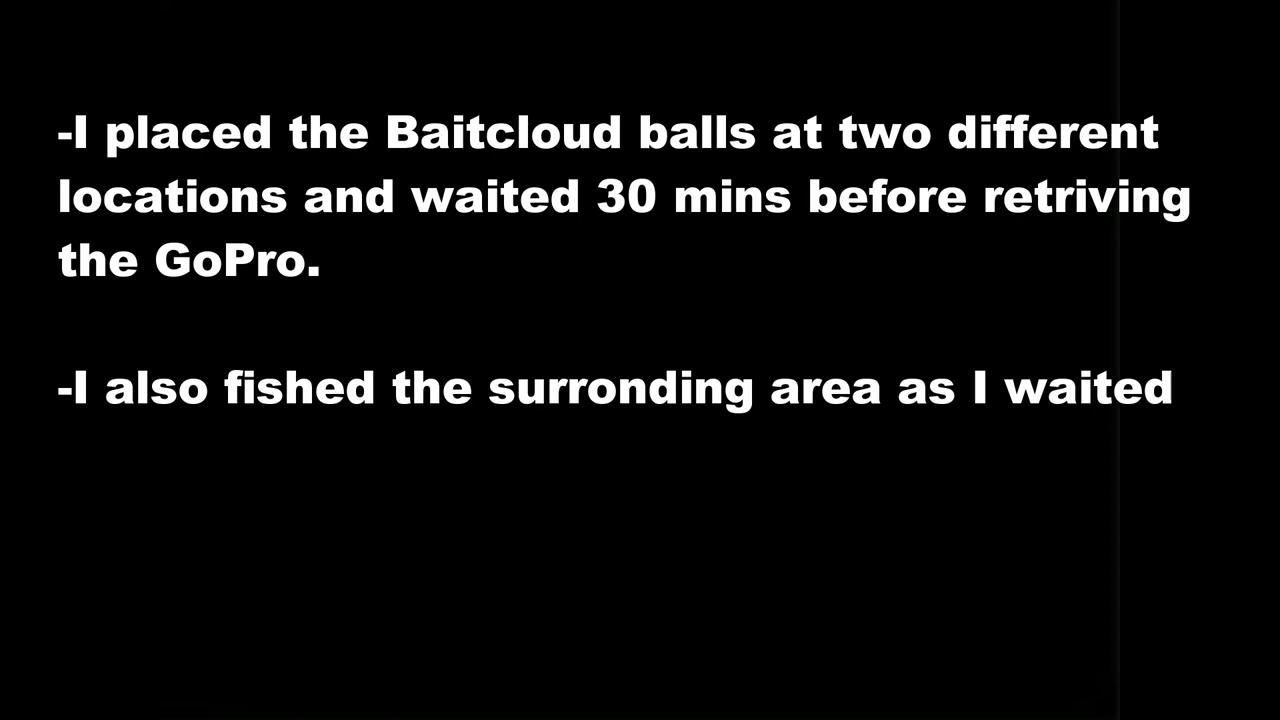 -I placed the Baitcloud balls at two different
locations and waited 30 mins before retriving
the GoPro.
-I also fished the surronding area as I waited